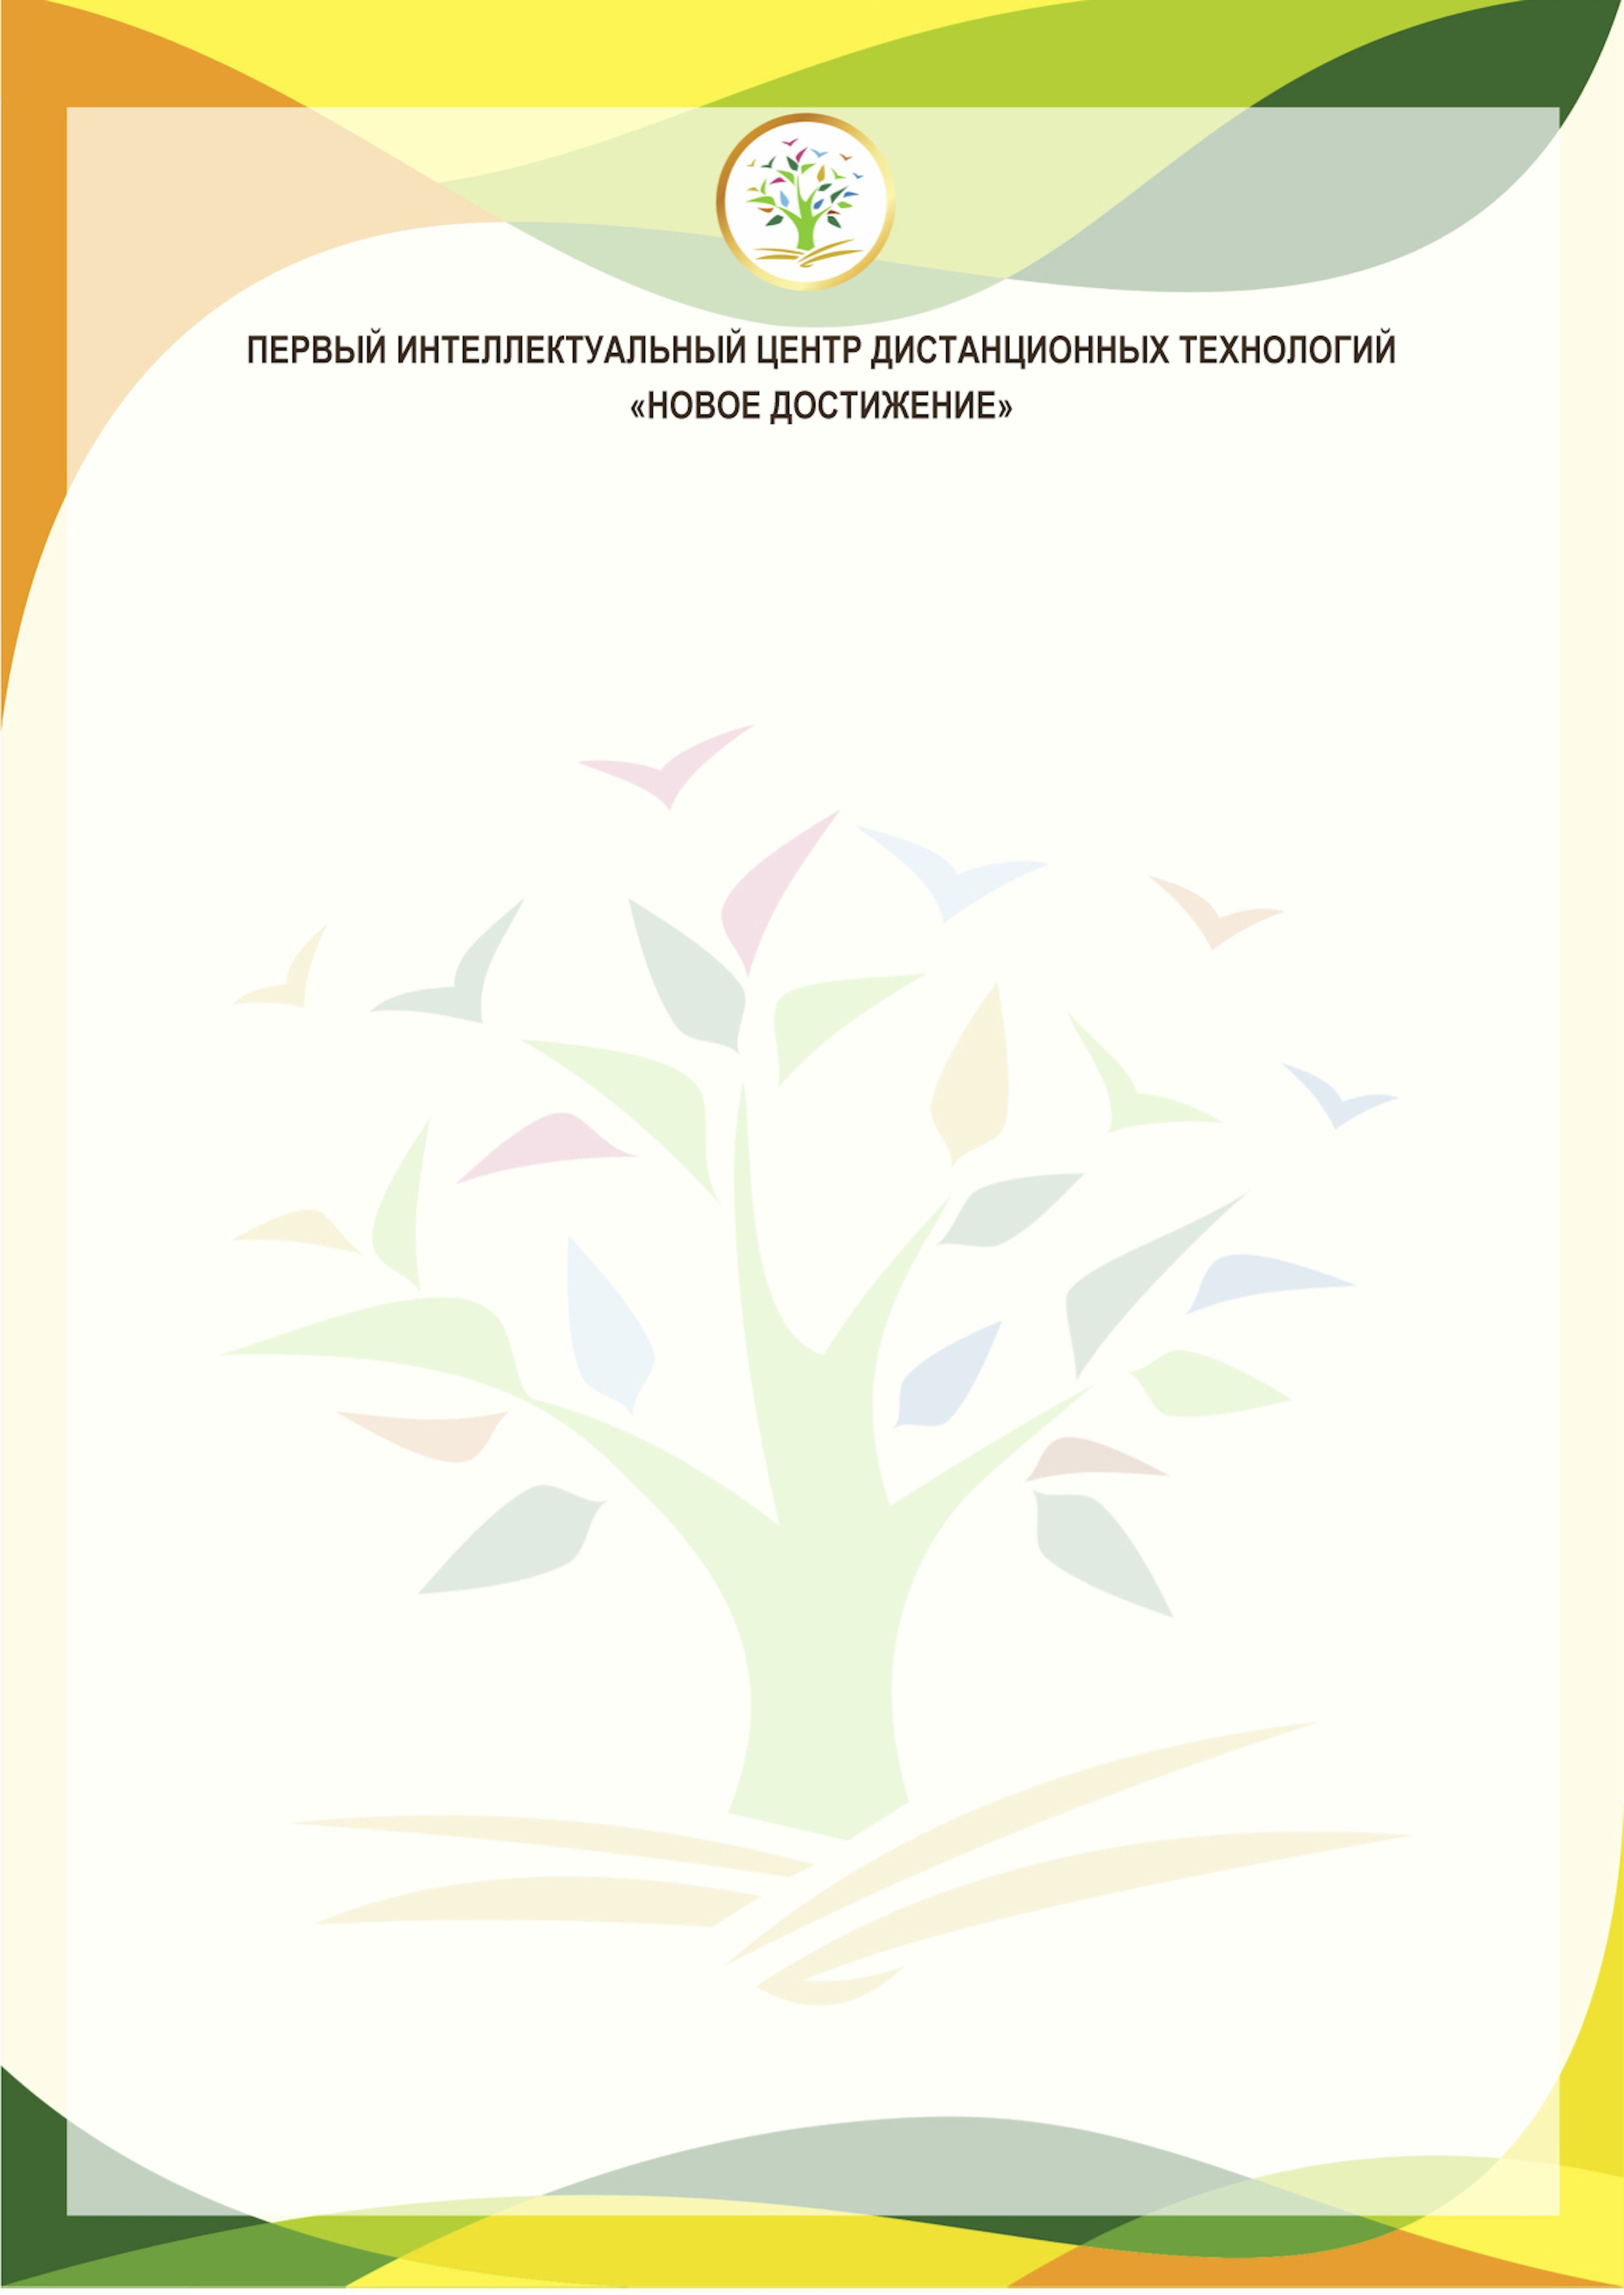 ПЕРВЫЙ ИНТЕЛЛЕКТУАЛЬНЫЙ ЦЕНТР ДИСТАНЦИОННЫХ ТЕХНОЛОГИЙ
«НОВОЕ ДОСТИЖЕНИЕ»